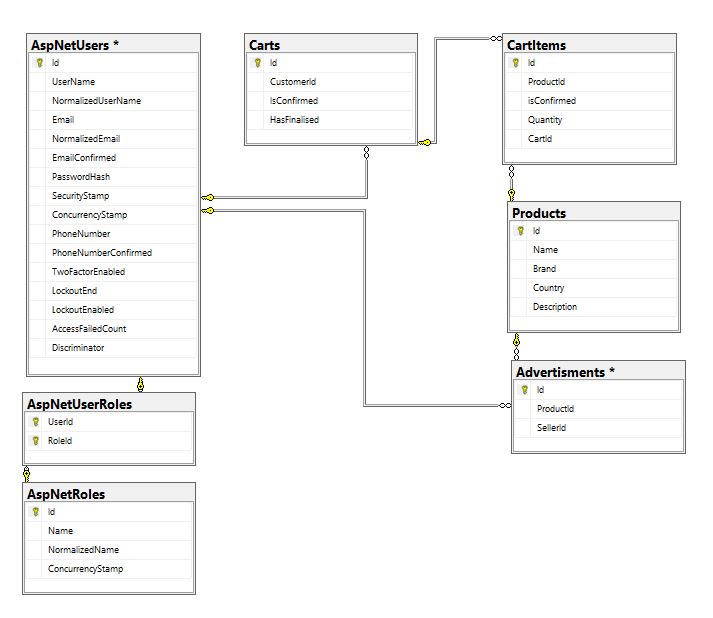 AspNetUsers *
Id
UserName
NormalizedUserName
Email
NormalizedEmail
EmailConfirmed
PasswordHash
SecurityStamp
ConcurrencyStamp
PhoneNumber
PhoneNumberConfirmed
TwoFactorEnabled
LockoutEnd
LockoutEnabled
AccessFailedCount
Discriminator
Carts
Id
CustomerId
IsConfirmed
HasFinalised
CartItems
Id
ProductId
isConfirmed
Quantity
CartId
Products
Id
Name
Brand
Country
Description
Advertisments *
Id
ProductId
SellerId
AspNetUserRoles
UserId
RoleId
AspNetRoles
Id
Name
NormalizedName
ConcurrencyStamp